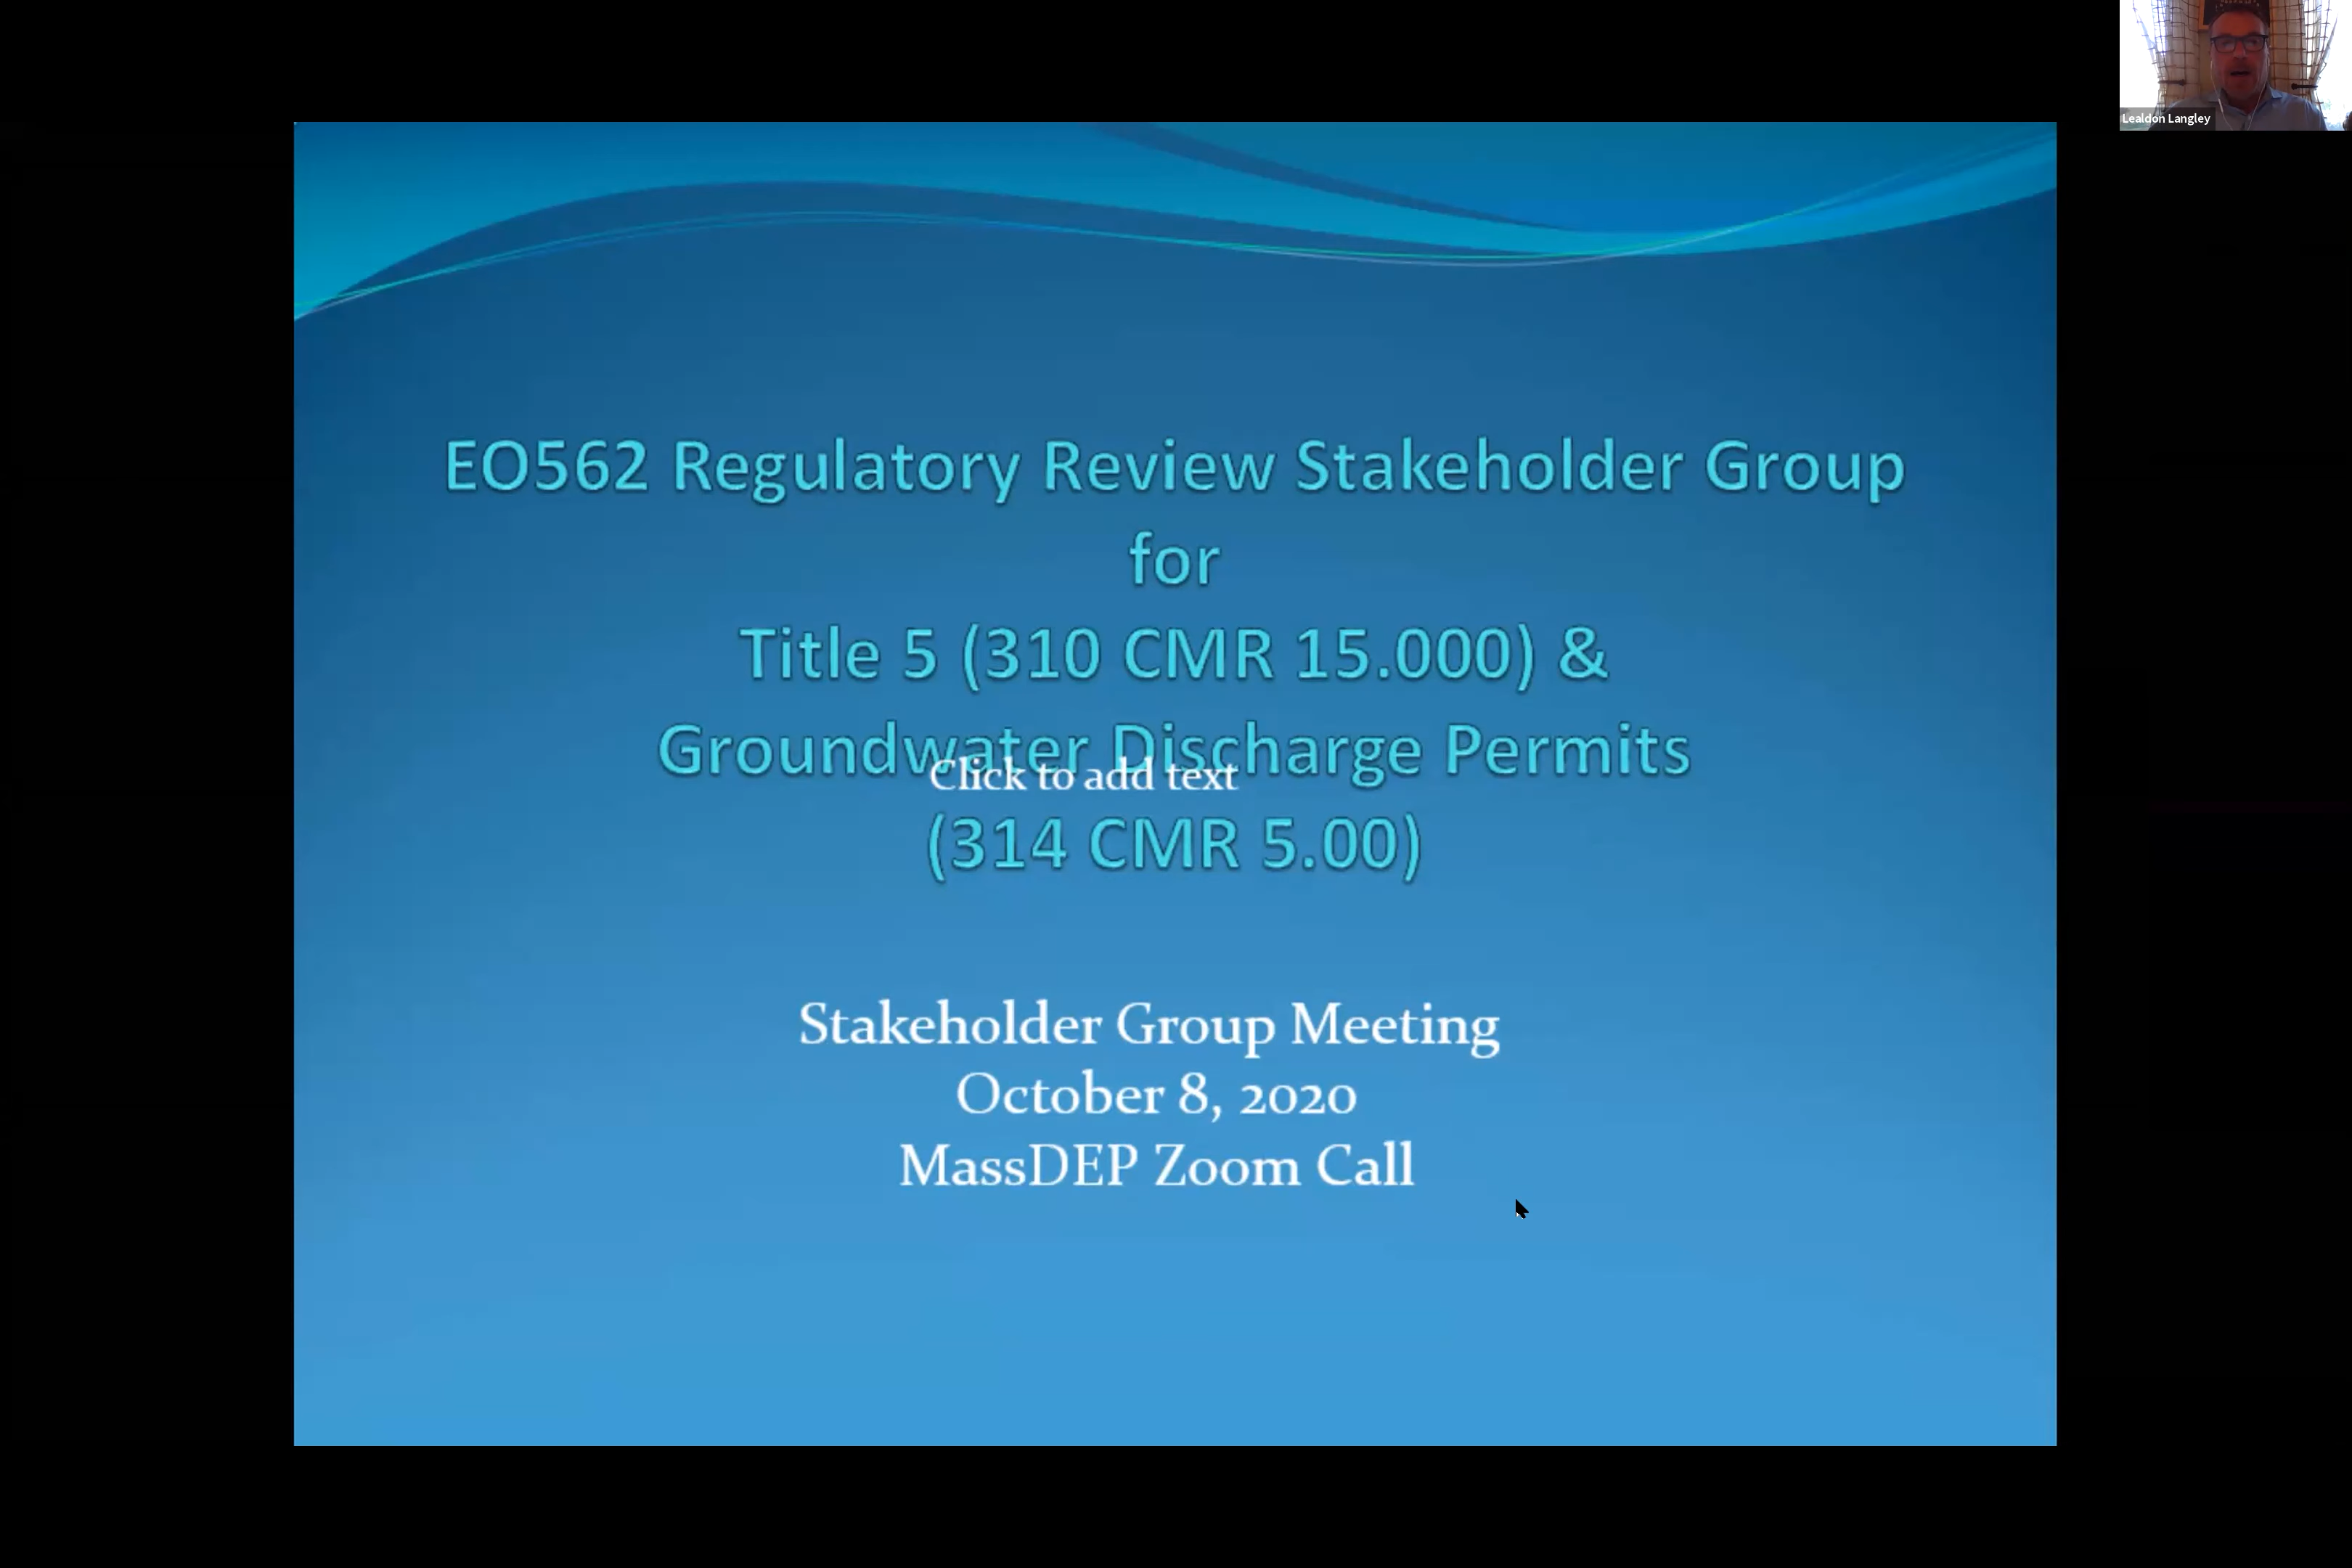 Lealdon Langley
EO562 Regulatory Review Stakeholder Group
for
Title 5 (310 CMR 15.000) &
Groundwater Discharge Permits
Click to add text
(314 CMR 5.00)
Stakeholder Group Meeting
October 8, 2020
MassDEP Zoom Call